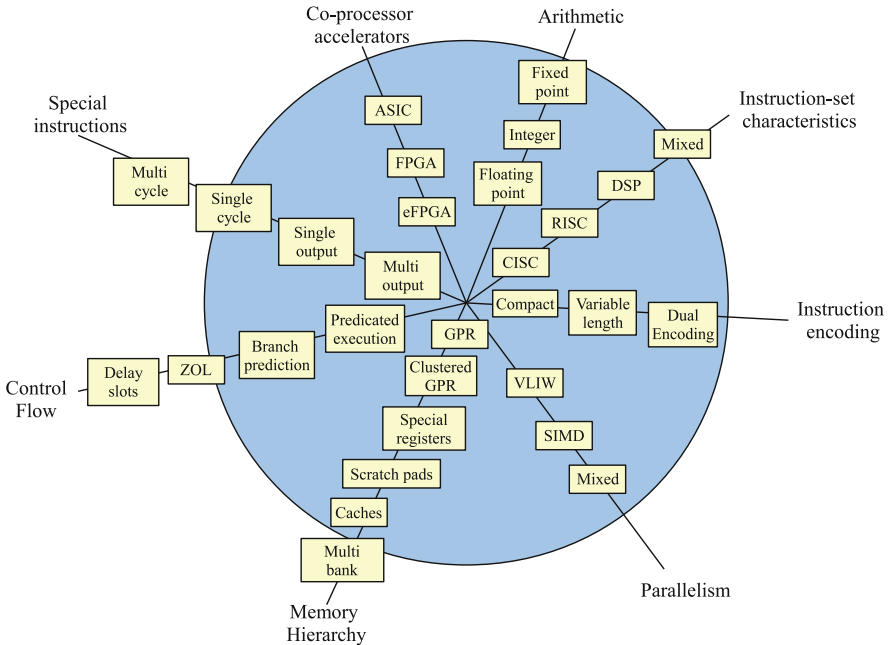 Co-processor
accelerators
Arithmetic
Fixed
point
Special
instructions
ASIC
Instruction-set
characteristics
Integer
Mixed
Multi
cycle
FPGA
Floating
point
DSP
Single
cycle
eFPGA
RISC
Single
output
CISC
Multi
output
Compact
Variable
length
Dual
Encoding
Instruction
encoding
Predicated
execution
GPR
Branch
prediction
ZOL
Delay
slots
Control
Flow
Clustered
GPR
VLIW
Special
registers
SIMD
Scratch pads
Mixed
Caches
Multi
bank
Parallelism
Memory
Hierarchy